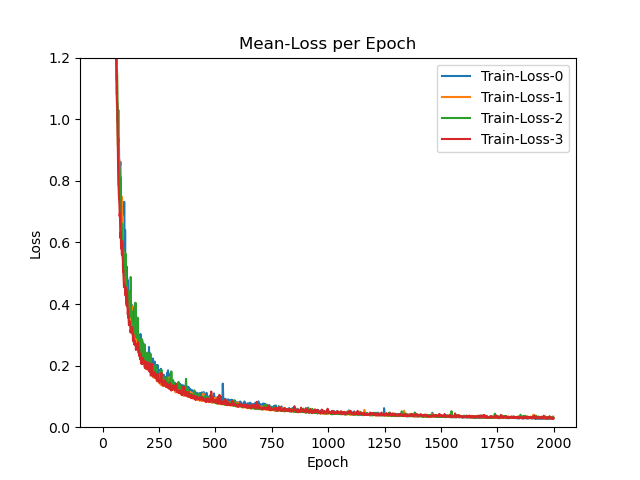 Mean-Loss per Epoch
1.2
1.0
0.8
0.6
0.4
0.2
0.0
Loss
Train-Loss-0
Train-Loss-1
Train-Loss-2
Train-Loss-3
0 250 500 750 1000 1250 1500 1750 2000
Epoch